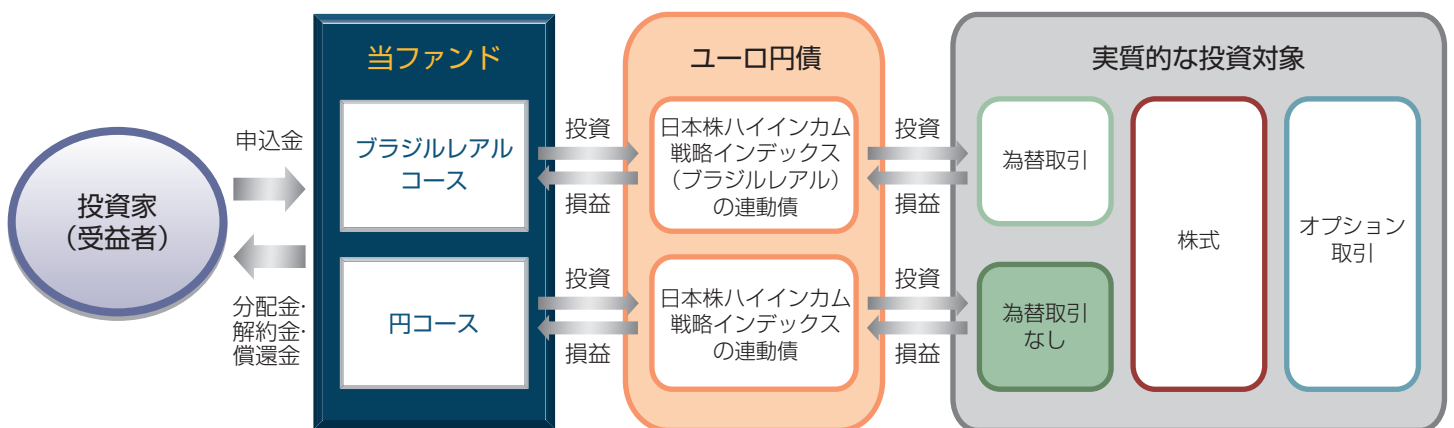 投資家
（受益者）
申込金
分配金・
解約金・
償還金
当ファンド
ブラジルレアル
コース
円コース
投資
損益
投資
損益
ユーロ円債
日本株ハイインカム
戦略インデックス
（ブラジルレアル）
の連動債
日本株ハイインカム
戦略インデックス
の連動債
投資
損益
投資
損益
実質的な投資対象
為替取引
為替取引
なし
株式
オプション
取引